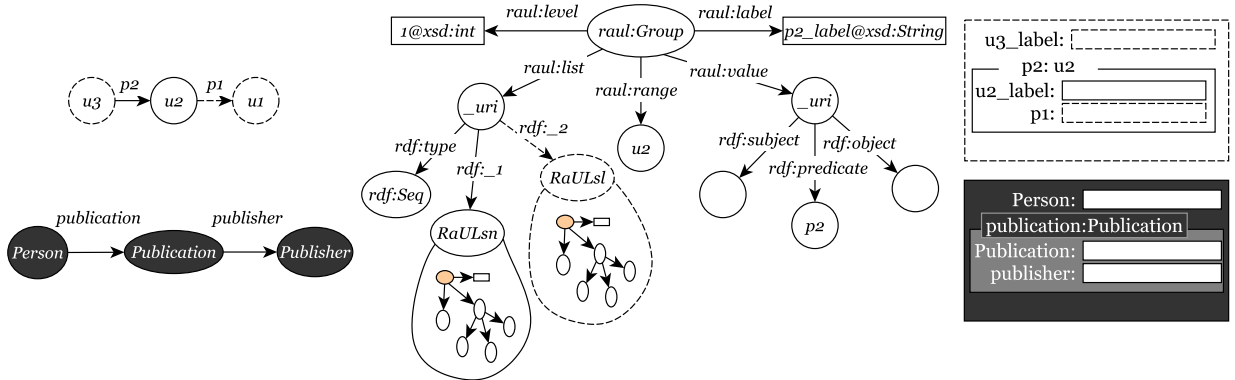 u3
p2
u2
p1
u1
publication
publisher
Person
Publication
Publisher
raul:level
raul:label
1@xsd:int
raul:Group
p2_label@xsd:String
raul:list
raul:range
raul:value
_uri
u2
_uri
rdf:type
rdf:_1
rdf:_2
rdf:Seq
RaULsn
RaULsl
rdf:subject
rdf:predicate
rdf:object
p2
u3_label:
p2: u2
u2_label:
p1:
Person:
publication:Publication
Publication:
publisher: